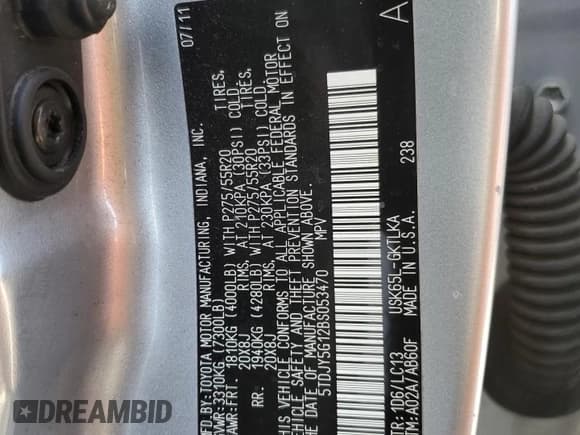 MFD.BY:TOYOTA MOTOR MANUFACTURING, INDIANA, INC. 07/11
GVWR:3310KG (7300LB)
GAWR:FRT. 1810KG (4000LB) WITH P275/55R20 TIRES,
20X8J RIMS, AT 210KPA (30PSI) COLD.
RR. 1940KG (4280LB) WITH P275/55R20 TIRES,
20X8J RIMS, AT 230KPA (33PSI) COLD.
THIS VEHICLE CONFORMS TO ALL APPLICABLE FEDERAL MOTOR
VEHICLE SAFETY AND THEFT PREVENTION STANDARDS IN EFFECT ON
THE DATE OF MANUFACTURE SHOWN ABOVE.
5TDJY5G12BS053470 MPV
A
USK65L-GKTLKA
C/TR:1D6/LC13 238
A/TM:A02A/AB60F MADE IN U.S.A.
DREAMBID